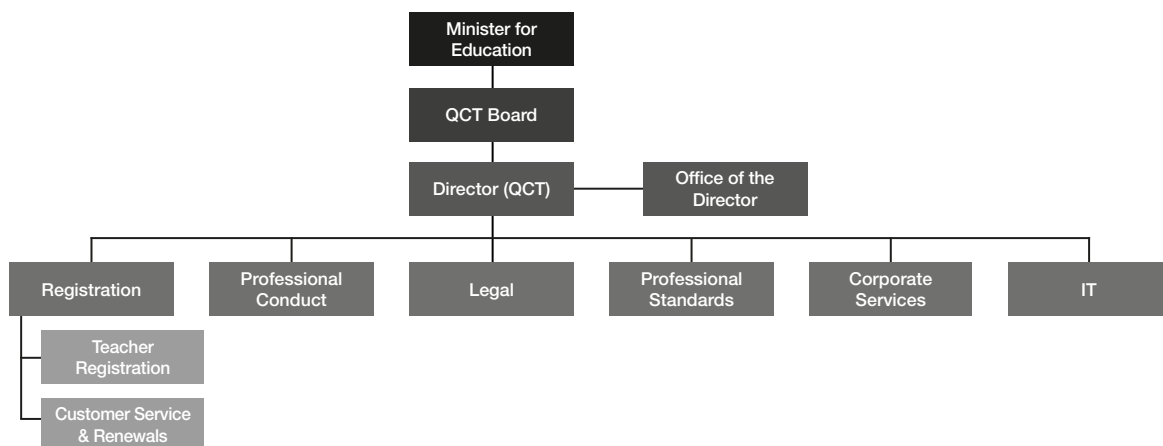 Minister for
Education
QCT Board
Director (QCT)
Office of the
Director
Registration
Professional
Conduct
Legal
Professional
Standards
Corporate
Services
IT
Teacher
Registration
Customer Service
& Renewals